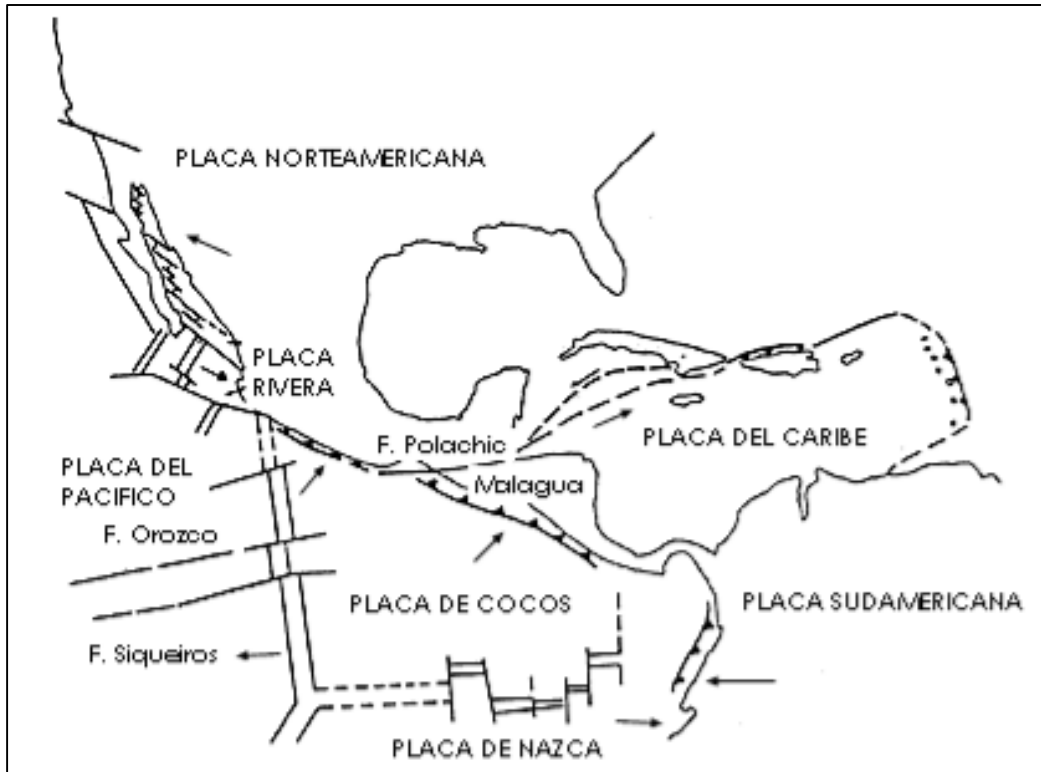 PLACA NORTEAMERICANA
PLACA
RIVERA
PLACA DEL CARIBE
F. Polachic
Malagua
PLACA DEL
PACIFICO
F. Orozco
PLACA DE COCOS
PLACA SUDAMERICANA
F. Siqueiros
PLACA DE NAZCA